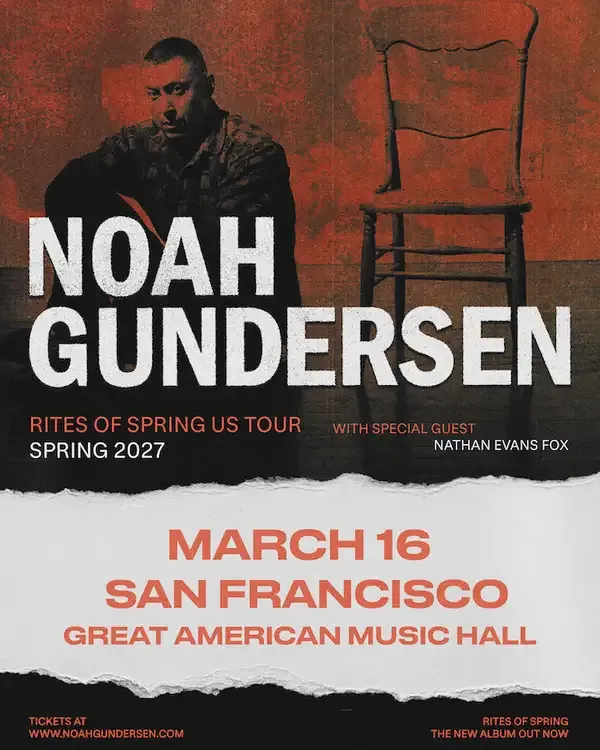 NOAH
GUNDERSEN
RITES OF SPRING US TOUR
SPRING 2027
WITH SPECIAL GUEST
NATHAN EVANS FOX
MARCH 16
SAN FRANCISCO
GREAT AMERICAN MUSIC HALL
TICKETS AT
WWW.NOAHGUNDERSEN.COM
RITES OF SPRING
THE NEW ALBUM OUT NOW